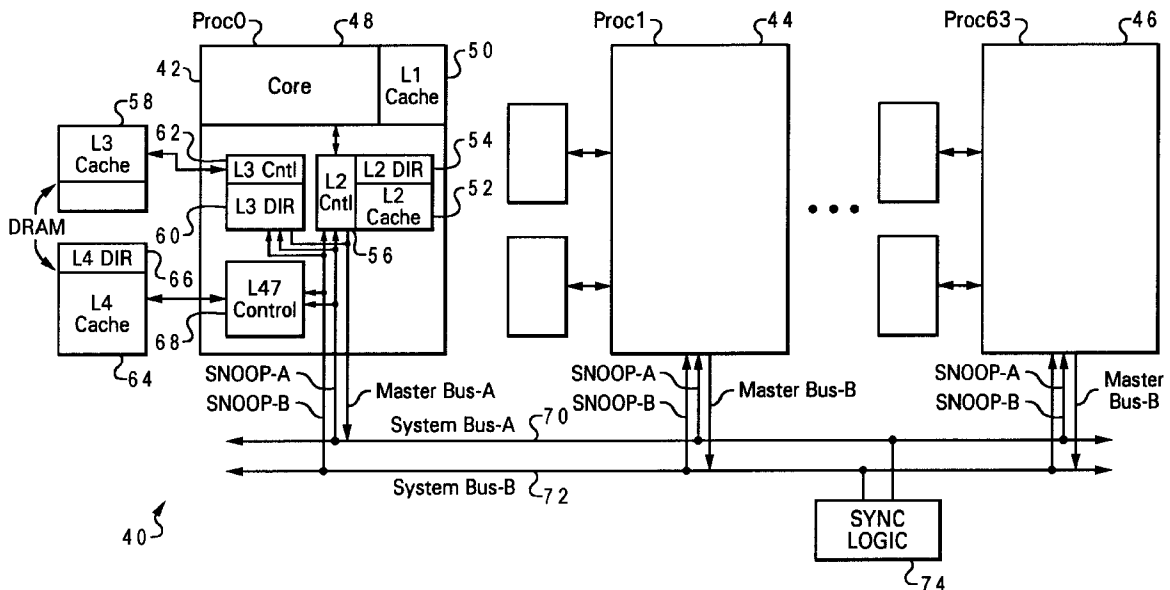 Proc0
48
50
Proc1
44
Proc63
46
42
Core
L1
Cache
58
L3
Cache
62
L3 Cntl
L3 DIR
60
L2
Cntl
L2 DIR
L2
Cache
54
52
56
DRAM
L4 DIR
66
L4
Cache
64
L47
Control
68
SNOOP-A
SNOOP-B
Master Bus-A
SNOOP-A
SNOOP-B
Master Bus-B
SNOOP-A
SNOOP-B
Master
Bus-B
System Bus-A
70
System Bus-B
72
SYNC
LOGIC
74
40